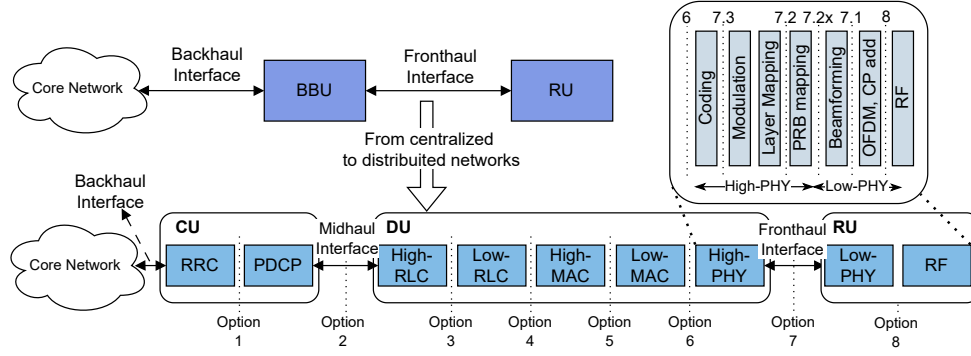 Backhaul
Interface
Fronthaul
Interface
Core Network
BBU
RU
From centralized
to distributed networks
6
7.3
7.2
7.2x
7.1
8
Coding
Modulation
Layer Mapping
PRB mapping
Beamforming
OFDM, CP add
RF
High-PHY
Low-PHY
Backhaul
Interface
Core Network
CU
RRC
PDCP
Midhaul
Interface
DU
High-
RLC
Low-
RLC
High-
MAC
Low-
MAC
High-
PHY
Fronthaul
Interface
RU
Low-
PHY
RF
Option
1
Option
2
Option
3
Option
4
Option
5
Option
6
Option
7
Option
8